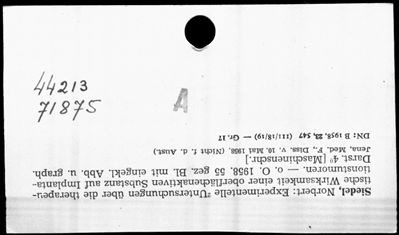 Siedel, Norbert: Experimentelle Untersuchungen über die therapeu-
tische Wirksamkeit einer oberflächenaktiven Substanz auf Implanta-
tionstumoren. — o. O. 1958. 55 gez. Bl. mit eingekl. Abb. u. graph.
Darst. 4° [Maschinenschr.]
Jena, Med. F., Diss. v. 10. Mai 1958. (Nicht f. d. Aust.)
DN: B 1958. 23. 547 (111/18/19) — Gr. 17
A
44213
71875